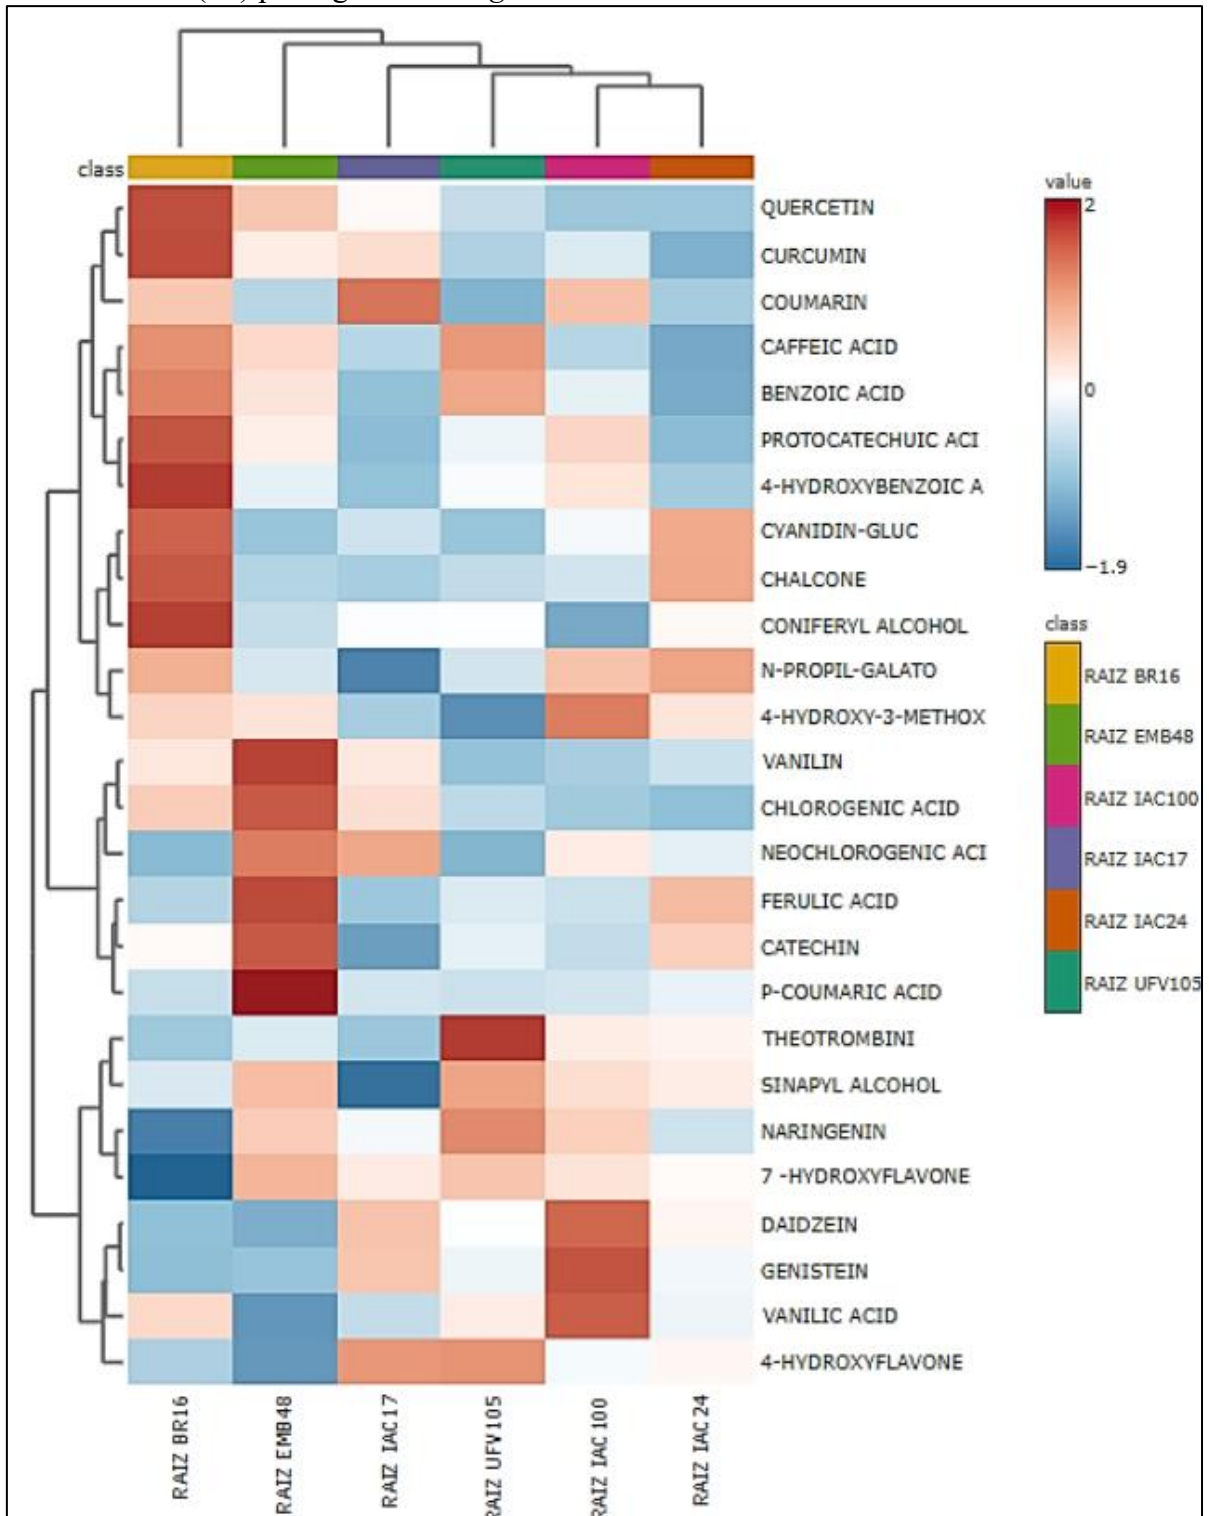 class
QUERCETIN
CURCUMIN
COUMARIN
CAFFEIC ACID
BENZOIC ACID
PROTOCATECHUIC ACI
4-HYDROXYBENZOIC A
CYANIDIN-GLUC
CHALCONE
CONIFERYL ALCOHOL
N-PROPIL-GALATO
4-HYDROXY-3-METHOX
VANILIN
CHLOROGENIC ACID
NEOCHLOROGENIC ACI
FERULIC ACID
CATECHIN
P-COUMARIC ACID
THEOTROMBINI
SINAPYL ALCOHOL
NARINGENIN
7 -HYDROXYFLAVONE
DAIDZEIN
GENISTEIN
VANILIC ACID
4-HYDROXYFLAVONE
RAIZ BR16
RAIZ EMB48
RAIZ IAC17
RAIZ UFV105
RAIZ IAC100
RAIZ IAC24
value
2
0
−1.9
class
RAIZ BR16
RAIZ EMB48
RAIZ IAC100
RAIZ IAC17
RAIZ IAC24
RAIZ UFV105